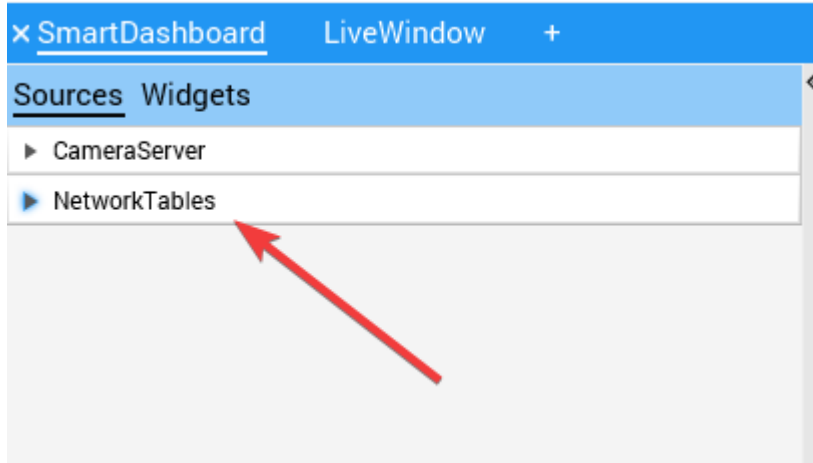 × SmartDashboard LiveWindow +
Sources Widgets
CameraServer
NetworkTables